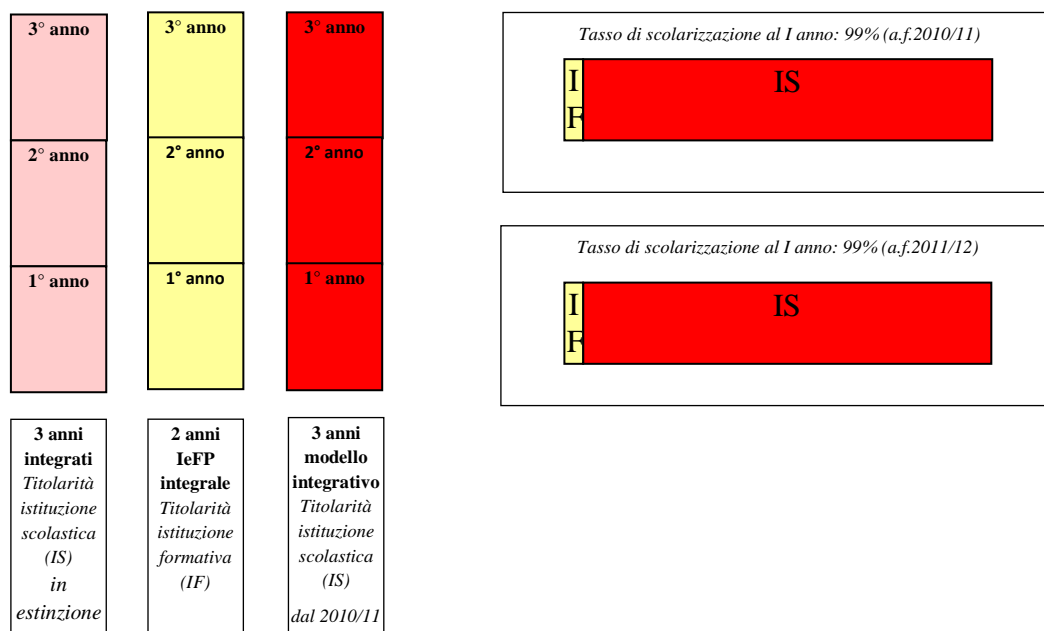 3° anno
2° anno
1° anno
3 anni
integrati
Titolarità
istituzione
scolastica
(IS)
in
estinzione
3° anno
2° anno
1° anno
2 anni
IeFP
integrale
Titolarità
istituzione
formativa
(IF)
3° anno
2° anno
1° anno
3 anni
modello
integrativo
Titolarità
istituzione
scolastica
(IS)
dal 2010/11
Tasso di scolarizzazione al I anno: 99% (a.f.2010/11)
I
F
IS
Tasso di scolarizzazione al I anno: 99% (a.f.2011/12)
I
F
IS